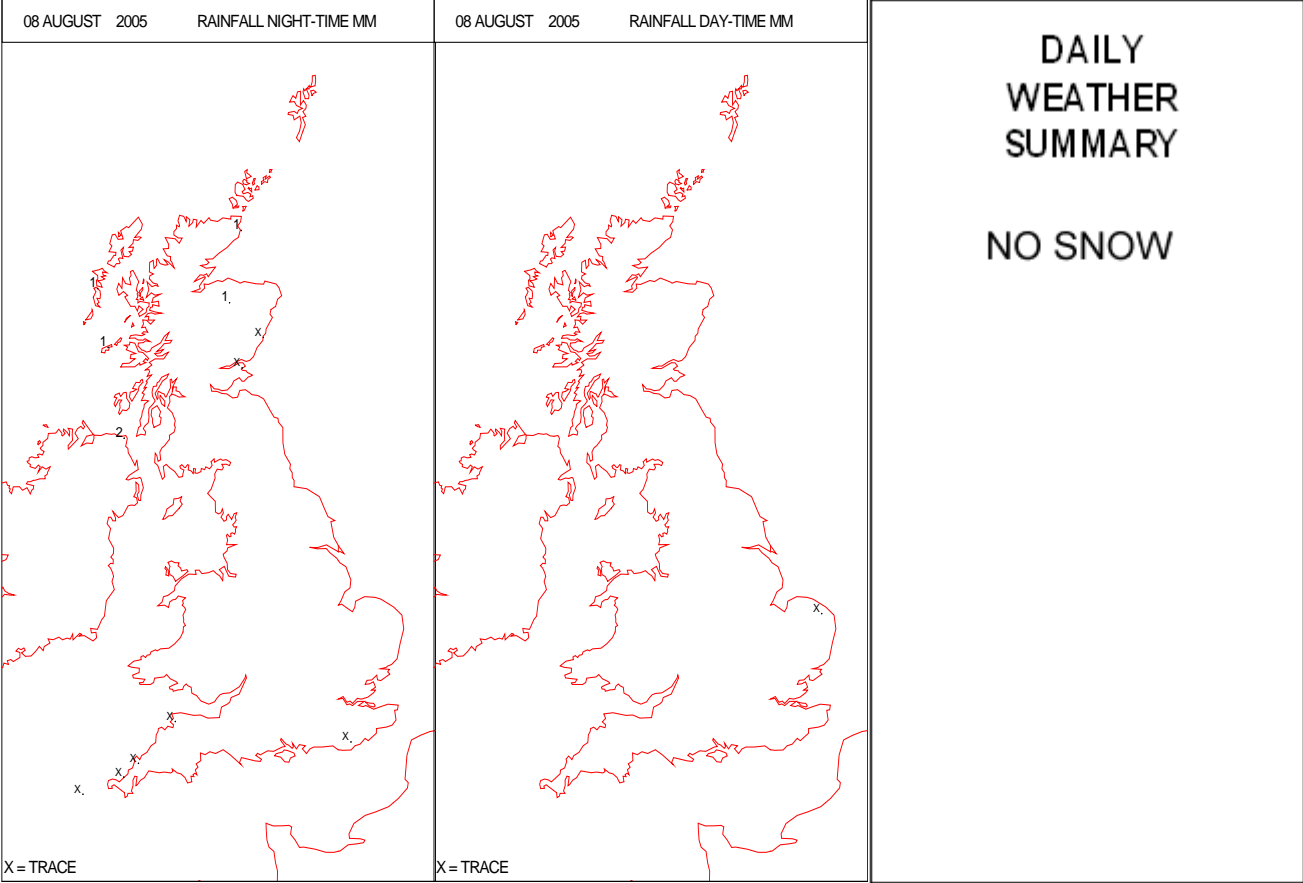 08 AUGUST 2005 RAINFALL NIGHT-TIME MM
1.
1
1.
x.
1
x.
2.
x.
x.
x.
x.
x.
X = TRACE
08 AUGUST 2005 RAINFALL DAY-TIME MM
x.
X = TRACE
DAILY
WEATHER
SUMMARY
NO SNOW